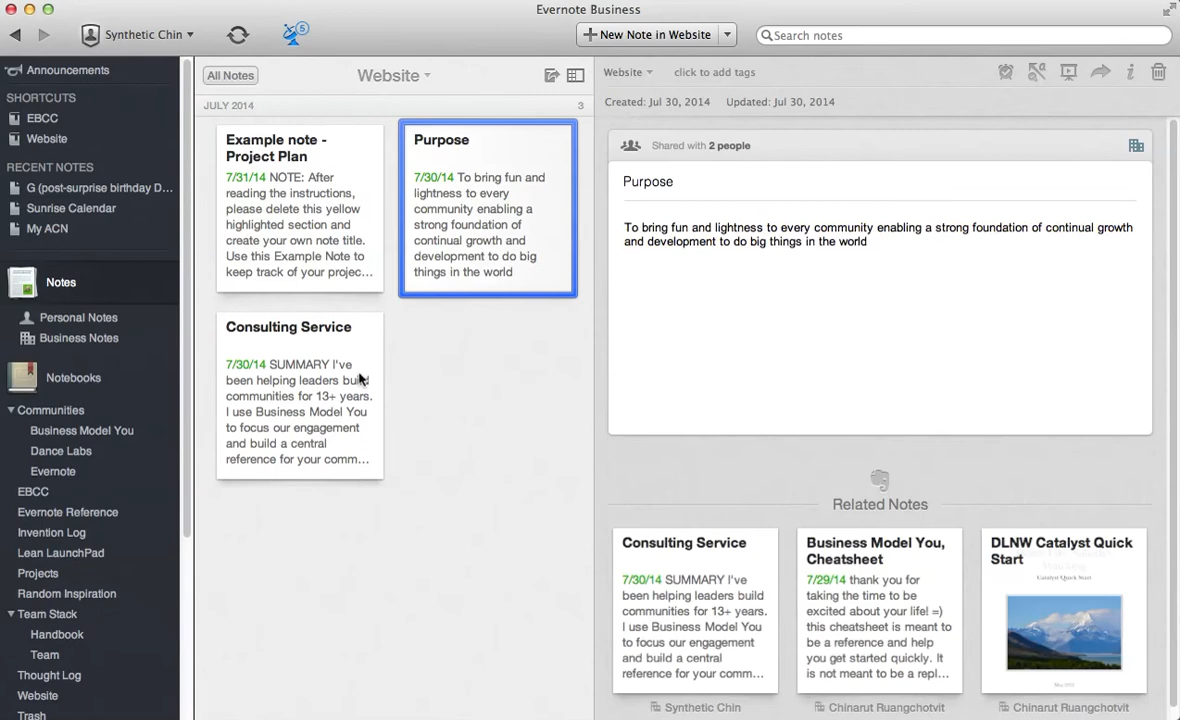 Evernote Business
Synthetic Chin
5
New Note in Website
Search notes
Announcements
SHORTCUTS
EBCC
Website
RECENT NOTES
G (post-surprise birthday D...
Sunrise Calendar
My ACN
Notes
Personal Notes
Business Notes
Notebooks
Communities
Business Model You
Dance Labs
Evernote
EBCC
Evernote Reference
Invention Log
Lean LaunchPad
Projects
Random Inspiration
Team Stack
Handbook
Team
Thought Log
Website
Trash
All Notes
Website
JULY 2014
3
Example note -
Project Plan
7/31/14 NOTE: After
reading the instructions,
please delete this yellow
highlighted section and
create your own note title.
Use this Example Note to
keep track of your projec...
Purpose
7/30/14 To bring fun and
lightness to every
community enabling a
strong foundation of
continual growth and
development to do big
things in the world
Consulting Service
7/30/14 SUMMARY I've
been helping leaders build
communities for 13+ years.
I use Business Model You
to focus our engagement
and build a central
reference for your comm...
Website
click to add tags
Created: Jul 30, 2014
Updated: Jul 30, 2014
Shared with 2 people
Purpose
To bring fun and lightness to every community enabling a strong foundation of continual growth
and development to do big things in the world
Related Notes
Consulting Service
7/30/14 SUMMARY I've
been helping leaders build
communities for 13+ years.
I use Business Model You
to focus our engagement
and build a central
reference for your comm...
Synthetic Chin
Business Model You,
Cheatsheet
7/29/14 thank you for
taking the time to be
excited about your life! =)
this cheatsheet is meant to
be a reference and help
you get started quickly. It
is not meant to be a repl...
Chinarut Ruangchotvit
DLNW Catalyst Quick
Start
Catalyst Quick Start
May 2014
Chinarut Ruangchotvit